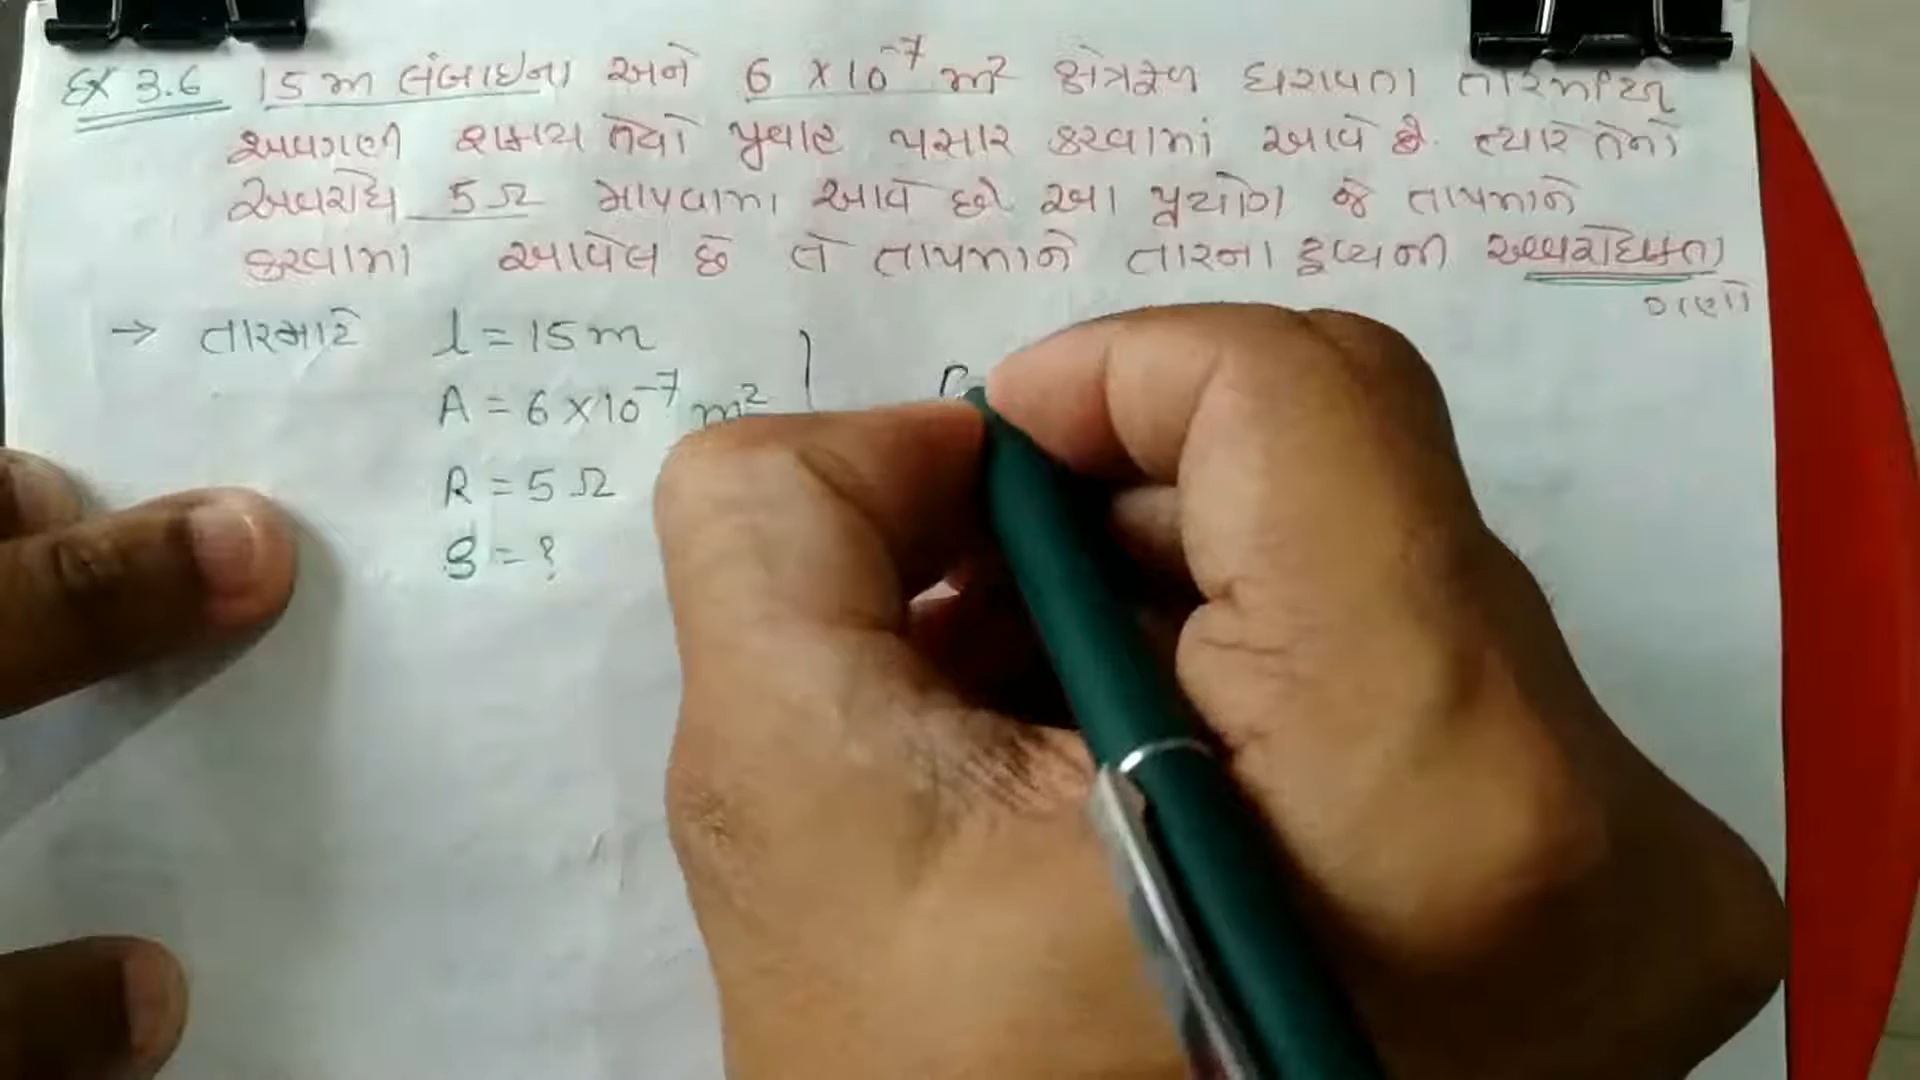 Ex 3.6 15 m લંબાઇના અને 6 × 10⁻⁷ m² ક્ષેત્રફળ ધરાવતા તારમાંથી
અવગણી શકાય તેવો પ્રવાહ પસાર કરવામાં આવે છે. ત્યારે તેનો
અવરોધ 5 Ω માપવામાં આવે છે. આ પ્રયોગ જે તાપમાને
કરવામાં આવેલ છે તે તાપમાને તારના દ્રવ્યની અવરોધકતા
ગણો
→ તારમાટે l = 15 m
A = 6 × 10⁻⁷ m²
R = 5 Ω
ρ = ?